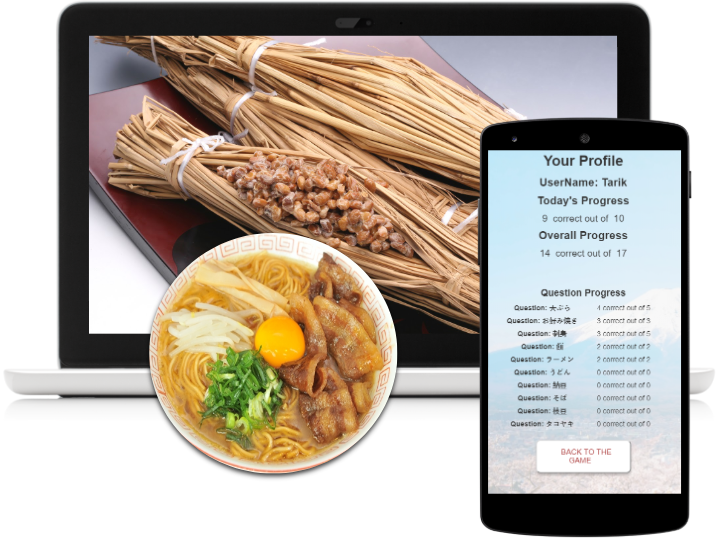 Your Profile
UserName: Tarik
Today's Progress
9 correct out of 10
Overall Progress
14 correct out of 17
Question Progress
Question: 天ぷら 4 correct out of 5
Question: お好み焼き 3 correct out of 3
Question: 刺身 3 correct out of 5
Question: 飯 2 correct out of 2
Question: ラーメン 2 correct out of 2
Question: うどん 0 correct out of 0
Question: 納豆 0 correct out of 0
Question: そば 0 correct out of 0
Question: 0 correct out of 0
Question: タコヤキ 0 correct out of 0
BACK TO THE
GAME